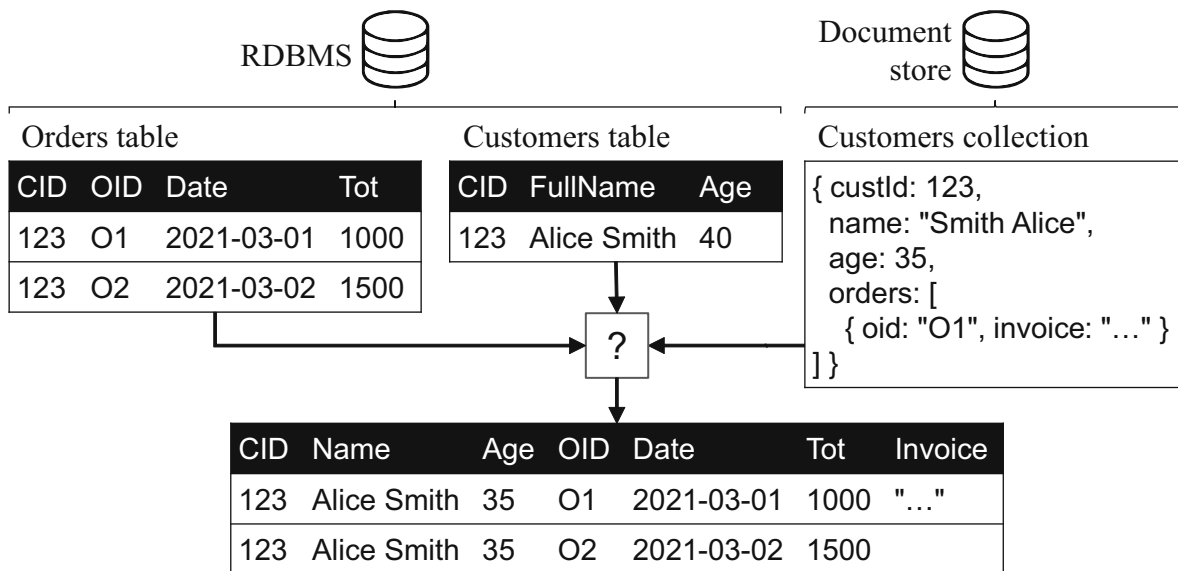 RDBMS
Document
store
Orders table
CID OID Date Tot
123 O1 2021-03-01 1000
123 O2 2021-03-02 1500
Customers table
CID FullName Age
123 Alice Smith 40
Customers collection
{ custId: 123,
name: "Smith Alice",
age: 35,
orders: [
{ oid: "O1", invoice: "…" }
] }
?
CID Name Age OID Date Tot Invoice
123 Alice Smith 35 O1 2021-03-01 1000 "…"
123 Alice Smith 35 O2 2021-03-02 1500